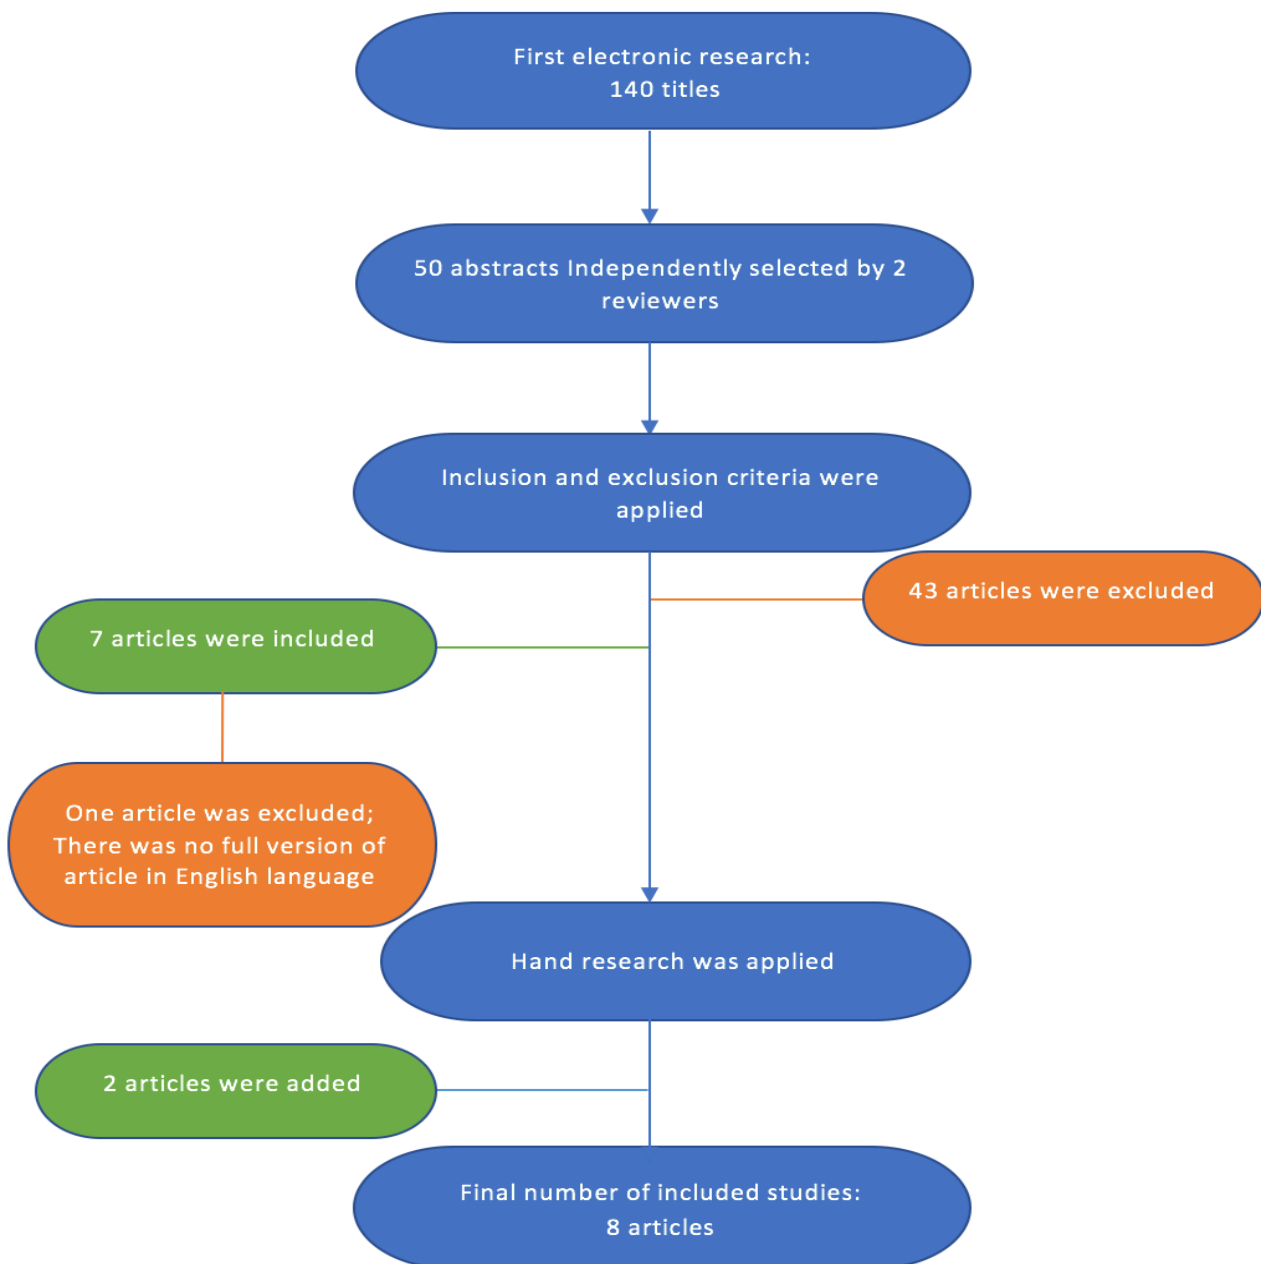 First electronic research:
140 titles
50 abstracts Independently selected by 2
reviewers
Inclusion and exclusion criteria were
applied
43 articles were excluded
7 articles were included
One article was excluded;
There was no full version of
article in English language
Hand research was applied
2 articles were added
Final number of included studies:
8 articles